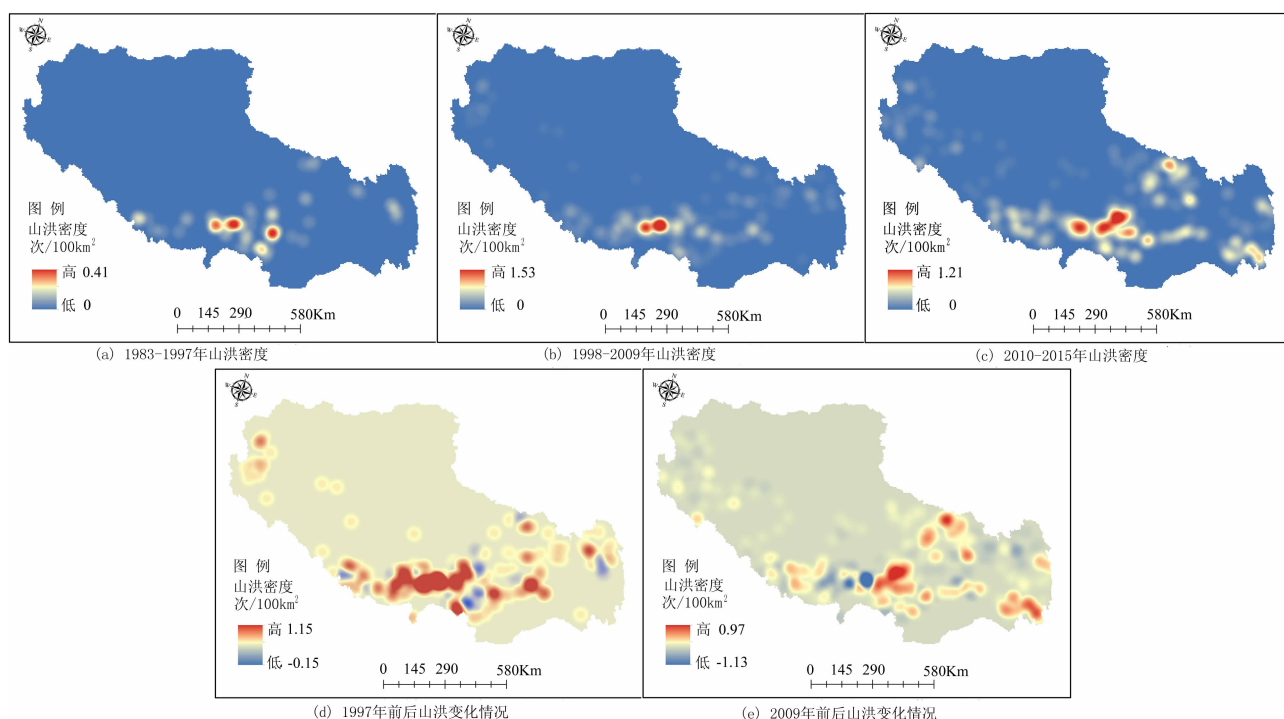 N
W
E
S
图 例
山洪密度
次/100km²
高 0.41
低 0
0 145 290 580Km
(a) 1983-1997年山洪密度
N
W
E
S
图 例
山洪密度
次/100km²
高 1.53
低 0
0 145 290 580Km
(b) 1998-2009年山洪密度
N
W
E
S
图 例
山洪密度
次/100km²
高 1.21
低 0
0 145 290 580Km
(c) 2010-2015年山洪密度
N
W
E
S
图 例
山洪密度
次/100km²
高 1.15
低 -0.15
0 145 290 580Km
(d) 1997年前后山洪变化情况
N
W
E
S
图 例
山洪密度
次/100km²
高 0.97
低 -1.13
0 145 290 580Km
(e) 2009年前后山洪变化情况